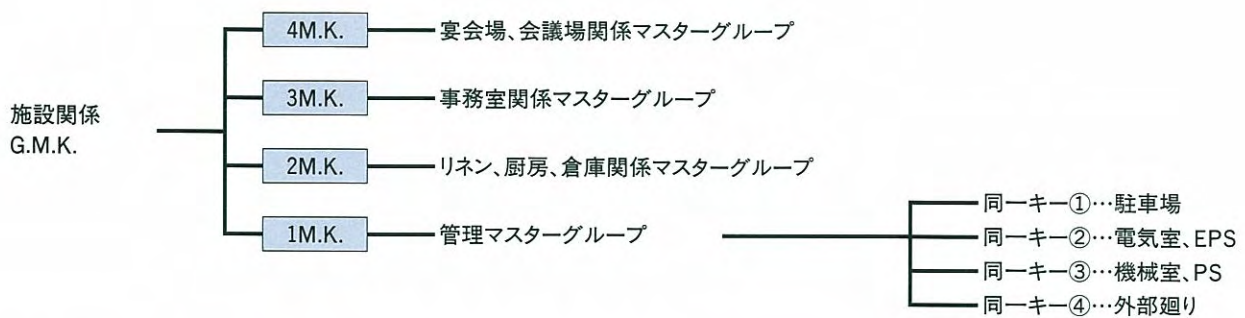 施設関係
G.M.K.
4M.K.
宴会場、会議場関係マスターグループ
3M.K.
事務室関係マスターグループ
2M.K.
リネン、厨房、倉庫関係マスターグループ
1M.K.
管理マスターグループ
同一キー①…駐車場
同一キー②…電気室、EPS
同一キー③…機械室、PS
同一キー④…外部廻り